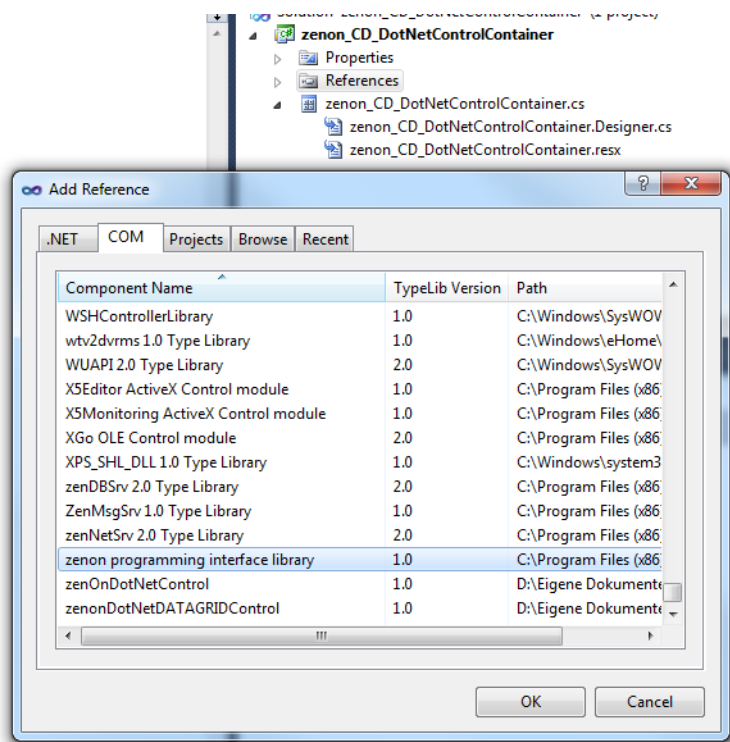 Solution 'zenon_CD_DotNetControlContainer' (1 project)
zenon_CD_DotNetControlContainer
Properties
References
zenon_CD_DotNetControlContainer.cs
zenon_CD_DotNetControlContainer.Designer.cs
zenon_CD_DotNetControlContainer.resx
Add Reference
.NET COM Projects Browse Recent
Component Name TypeLib Version Path
WSHControllerLibrary 1.0 C:\Windows\SysWOW
wtv2dvrms 1.0 Type Library 1.0 C:\Windows\eHome\
WUAPI 2.0 Type Library 2.0 C:\Windows\SysWOW
X5Editor ActiveX Control module 1.0 C:\Program Files (x86)
X5Monitoring ActiveX Control module 1.0 C:\Program Files (x86)
XGo OLE Control module 2.0 C:\Program Files (x86)
XPS_SHL_DLL 1.0 Type Library 1.0 C:\Windows\system3
zenDBSrv 2.0 Type Library 2.0 C:\Program Files (x86)
ZenMsgSrv 1.0 Type Library 1.0 C:\Program Files (x86)
zenNetSrv 2.0 Type Library 2.0 C:\Program Files (x86)
zenon programming interface library 1.0 C:\Program Files (x86)
zenOnDotNetControl 1.0 D:\Eigene Dokumente
zenonDotNetDATAGRIDControl 1.0 D:\Eigene Dokumente
OK Cancel